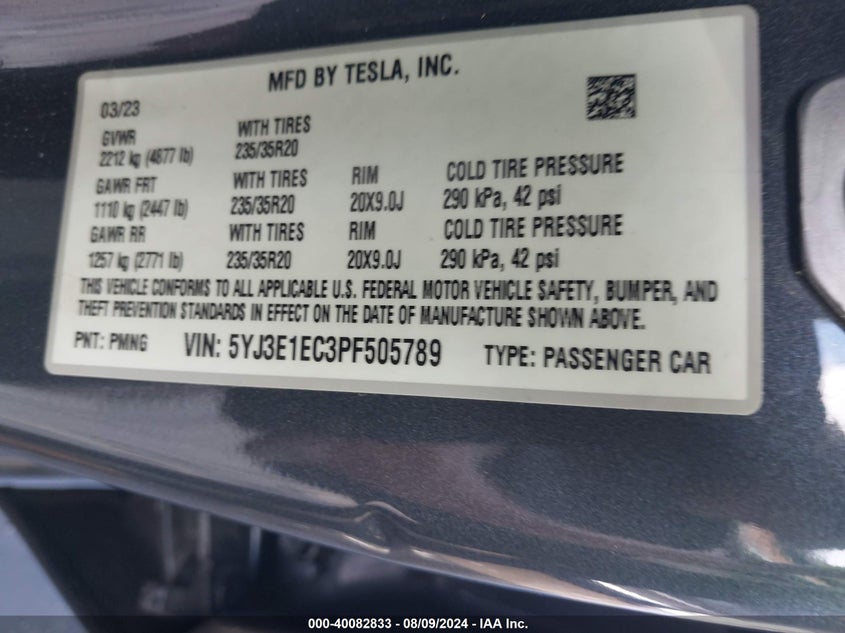 MFD BY TESLA, INC.
03/23
GVWR WITH TIRES
2212 kg (4877 lb) 235/35R20
GAWR FRT WITH TIRES RIM COLD TIRE PRESSURE
1110 kg (2447 lb) 235/35R20 20X9.0J 290 kPa, 42 psi
GAWR RR WITH TIRES RIM COLD TIRE PRESSURE
1257 kg (2771 lb) 235/35R20 20X9.0J 290 kPa, 42 psi
THIS VEHICLE CONFORMS TO ALL APPLICABLE U.S. FEDERAL MOTOR VEHICLE SAFETY, BUMPER, AND
THEFT PREVENTION STANDARDS IN EFFECT ON THE DATE OF MANUFACTURE SHOWN ABOVE.
PNT: PMNG VIN: 5YJ3E1EC3PF505789 TYPE: PASSENGER CAR
000-40082833 - 08/09/2024 - IAA Inc.